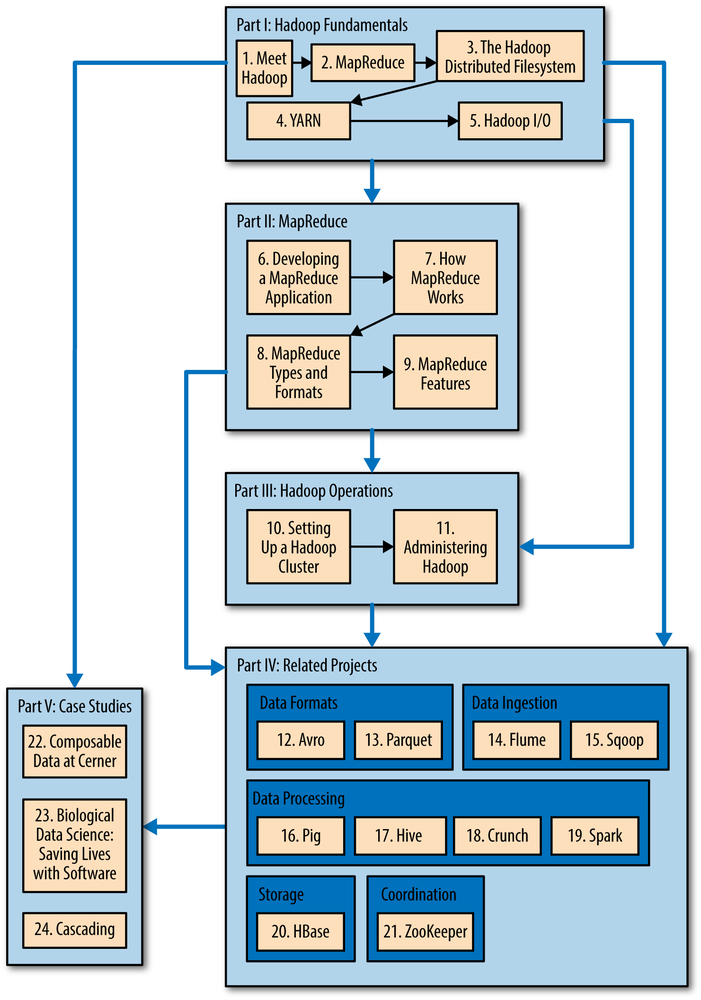 Part I: Hadoop Fundamentals
1. Meet
Hadoop
2. MapReduce
3. The Hadoop
Distributed Filesystem
4. YARN
5. Hadoop I/O
Part II: MapReduce
6. Developing
a MapReduce
Application
7. How
MapReduce
Works
8. MapReduce
Types and
Formats
9. MapReduce
Features
Part III: Hadoop Operations
10. Setting
Up a Hadoop
Cluster
11.
Administering
Hadoop
Part IV: Related Projects
Data Formats
12. Avro
13. Parquet
Data Ingestion
14. Flume
15. Sqoop
Data Processing
16. Pig
17. Hive
18. Crunch
19. Spark
Storage
20. HBase
Coordination
21. ZooKeeper
Part V: Case Studies
22. Composable
Data at Cerner
23. Biological
Data Science:
Saving Lives
with Software
24. Cascading